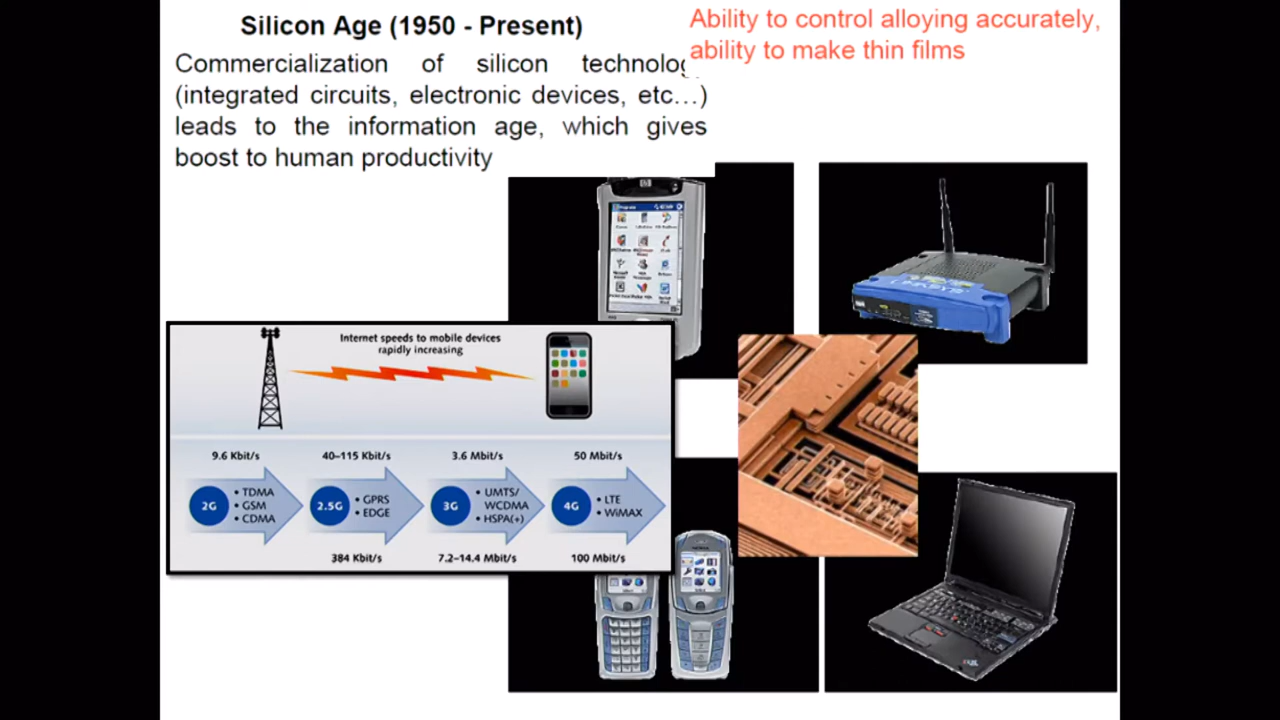 Silicon Age (1950 - Present)
Ability to control alloying accurately,
ability to make thin films
Commercialization of silicon
(integrated circuits, electronic devices, etc…)
leads to the information age, which gives
boost to human productivity
LINKSYS
Internet speeds to mobile devices
rapidly increasing
9.6 Kbit/s
40–115 Kbit/s
3.6 Mbit/s
50 Mbit/s
2G
• TDMA
• GSM
• CDMA
2.5G
• GPRS
• EDGE
3G
• UMTS/
WCDMA
• HSPA(+)
4G
• LTE
• WiMAX
384 Kbit/s
7.2–14.4 Mbit/s
100 Mbit/s